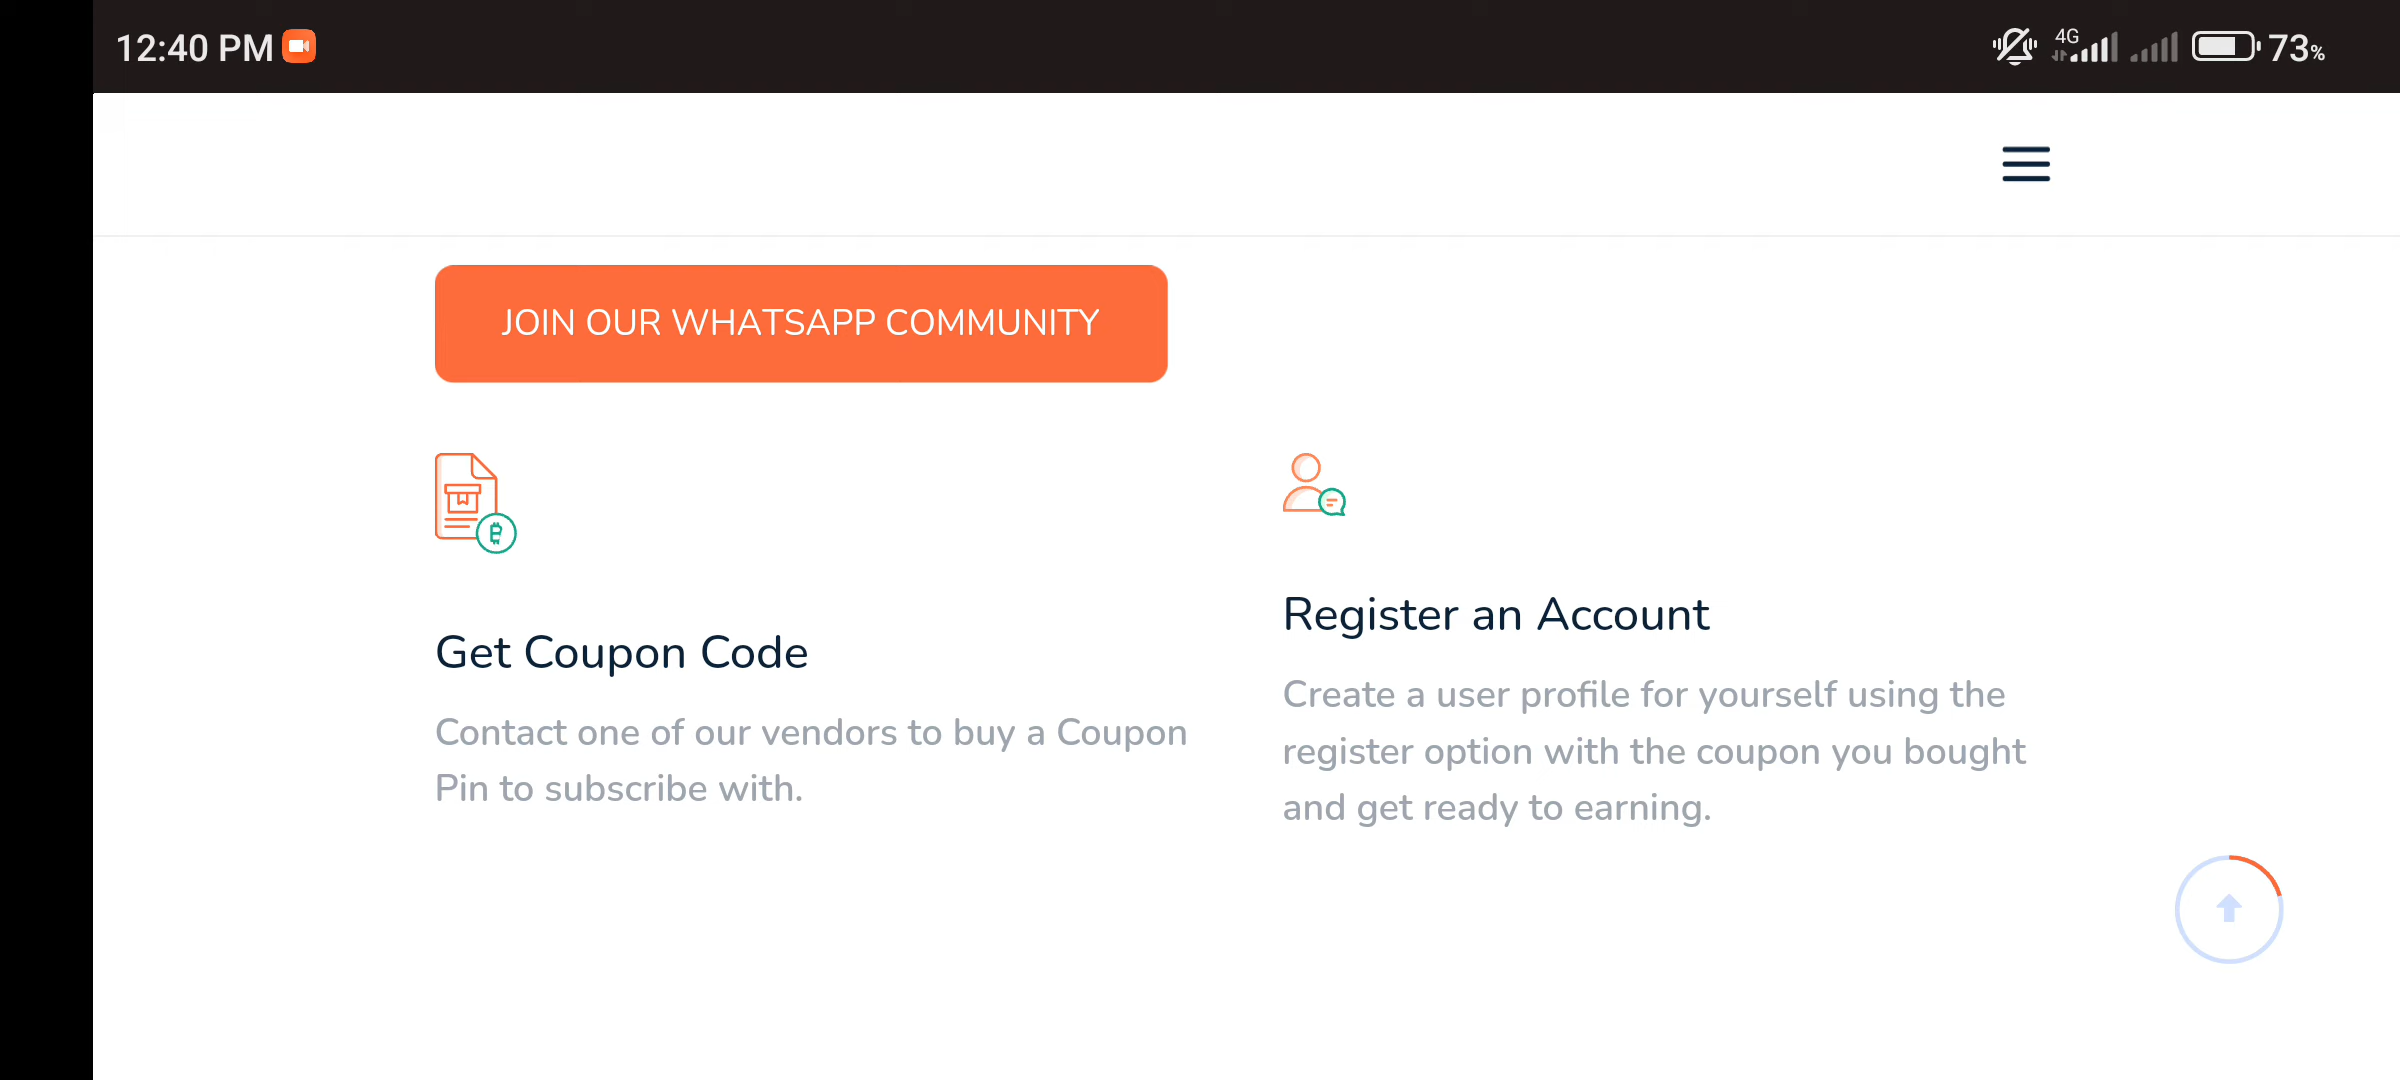 12:40 PM
4G
73%
JOIN OUR WHATSAPP COMMUNITY
Get Coupon Code
Contact one of our vendors to buy a Coupon
Pin to subscribe with.
Register an Account
Create a user profile for yourself using the
register option with the coupon you bought
and get ready to earning.